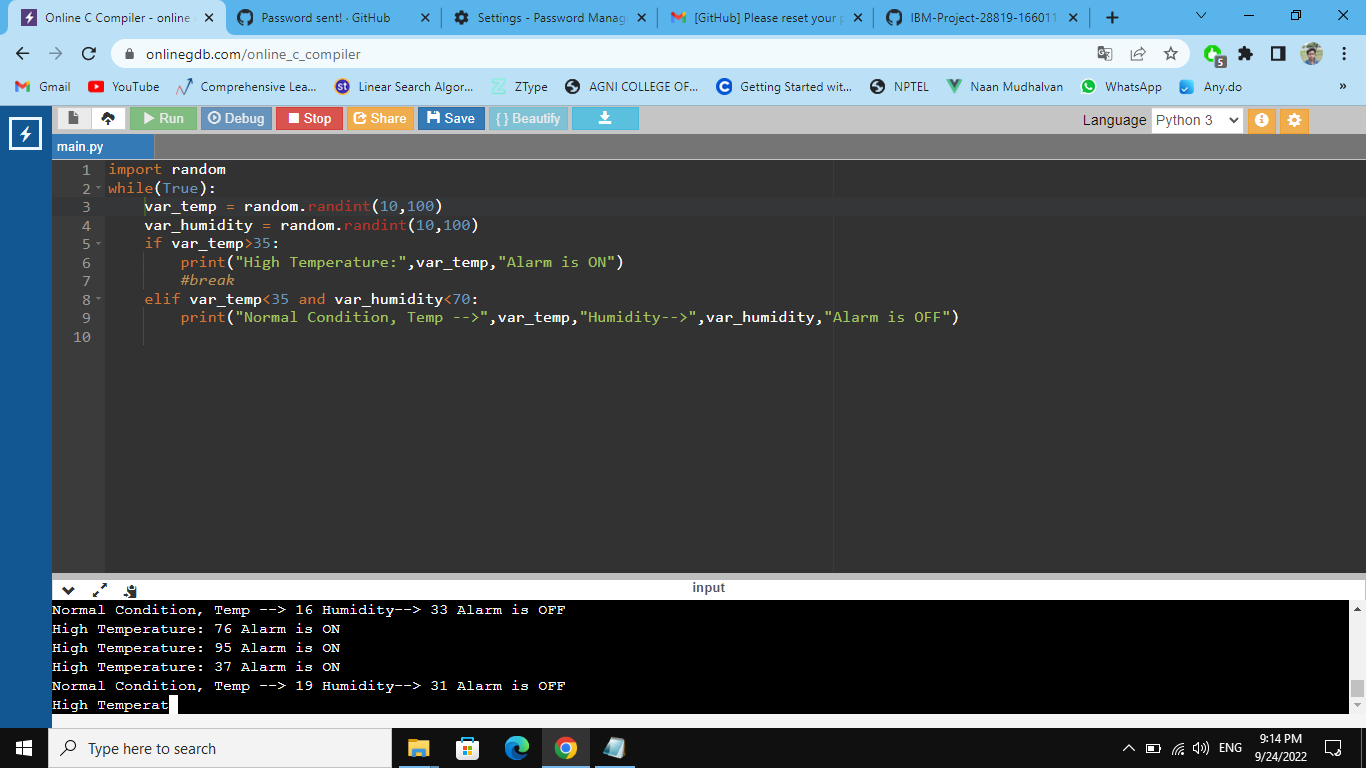 Online C Compiler - online
Password sent! · GitHub
Settings - Password Manag
[GitHub] Please reset your p
IBM-Project-28819-166011
onlinegdb.com/online_c_compiler
5
Gmail
YouTube
Comprehensive Lea...
St
Linear Search Algor...
ZType
AGNI COLLEGE OF...
Getting Started wit...
NPTEL
Naan Mudhalvan
WhatsApp
Any.do
»
Run
Debug
Stop
Share
Save
{ } Beautify
Language
Python 3
main.py
1 import random
2 while(True):
3 var_temp = random.randint(10,100)
4 var_humidity = random.randint(10,100)
5 if var_temp>35:
6 print("High Temperature:",var_temp,"Alarm is ON")
7 #break
8 elif var_temp<35 and var_humidity<70:
9 print("Normal Condition, Temp -->",var_temp,"Humidity-->",var_humidity,"Alarm is OFF")
10
input
Normal Condition, Temp --> 16 Humidity--> 33 Alarm is OFF
High Temperature: 76 Alarm is ON
High Temperature: 95 Alarm is ON
High Temperature: 37 Alarm is ON
Normal Condition, Temp --> 19 Humidity--> 31 Alarm is OFF
High Temperat
Type here to search
ENG
9:14 PM
9/24/2022